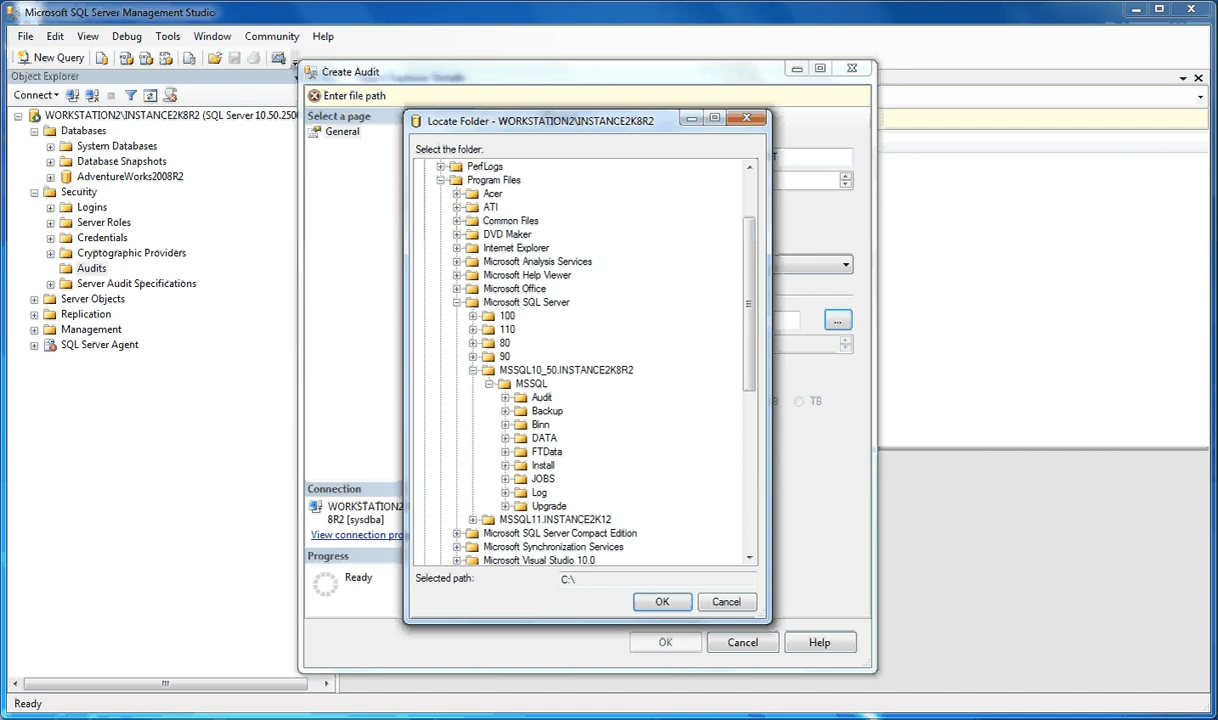 Microsoft SQL Server Management Studio
File Edit View Debug Tools Window Community Help
New Query
Object Explorer
Connect
WORKSTATION2\INSTANCE2K8R2 (SQL Server 10.50.2500
Databases
System Databases
Database Snapshots
AdventureWorks2008R2
Security
Logins
Server Roles
Credentials
Cryptographic Providers
Audits
Server Audit Specifications
Server Objects
Replication
Management
SQL Server Agent
Ready
Create Audit
Enter file path
Select a page
General
Connection
WORKSTATION2
8R2 [sysdba]
View connection pro
Progress
Ready
T
B
TB
...
OK Cancel Help
Locate Folder - WORKSTATION2\INSTANCE2K8R2
Select the folder:
PerfLogs
Program Files
Acer
ATI
Common Files
DVD Maker
Internet Explorer
Microsoft Analysis Services
Microsoft Help Viewer
Microsoft Office
Microsoft SQL Server
100
110
80
90
MSSQL10_50.INSTANCE2K8R2
MSSQL
Audit
Backup
Binn
DATA
FTData
Install
JOBS
Log
Upgrade
MSSQL11.INSTANCE2K12
Microsoft SQL Server Compact Edition
Microsoft Synchronization Services
Microsoft Visual Studio 10.0
Selected path: C:\
OK Cancel